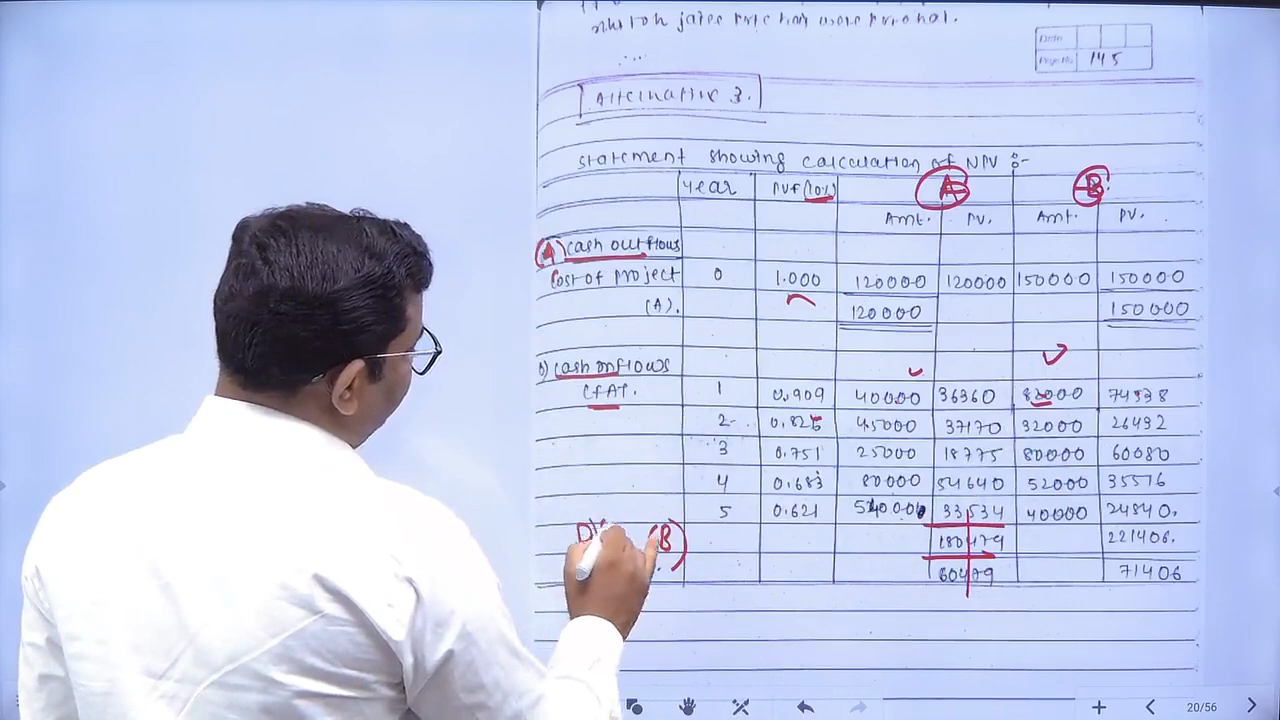 Date
Page No. 145
Alternative 3.
statement showing calculation of NPV :-
year PVF(10%) A B
Amt. PV. Amt. PV.
(A) cash outflows
Cost of project 0 1.000 120000 120000 150000 150000
(A). 120000 150000
b) cash inflows
CFAT. 1 0.909 40000 36360 82000 74538
2 0.826 45000 37170 32000 26432
3 0.751 25000 18775 80000 60080
4 0.683 80000 54640 52000 35516
5 0.621 54000 33534 40000 24840.
(B) 180479 221406.
60479 71406
20/56